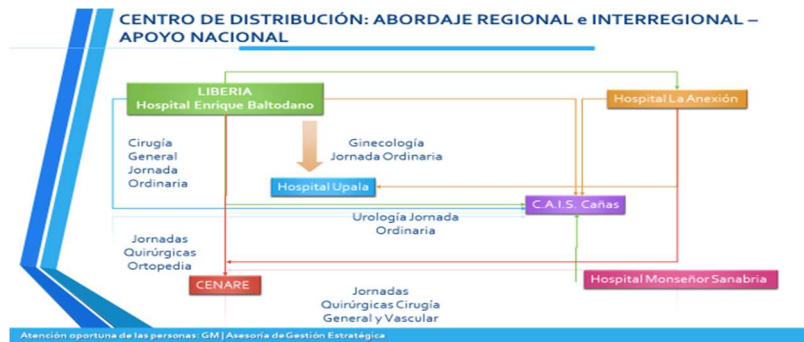 CENTRO DE DISTRIBUCIÓN: ABORDAJE REGIONAL e INTERREGIONAL –
APOYO NACIONAL
LIBERIA
Hospital Enrique Baltodano
Hospital La Anexión
Cirugía
General
Jornada
Ordinaria
Ginecología
Jornada Ordinaria
Hospital Upala
C.A.I.S. Cañas
Urología Jornada
Ordinaria
Jornadas
Quirúrgicas
Ortopedia
CENARE
Hospital Monseñor Sanabria
Jornadas
Quirúrgicas Cirugía
General y Vascular
Atención oportuna de las personas: GM | Asesoría de Gestión Estratégica